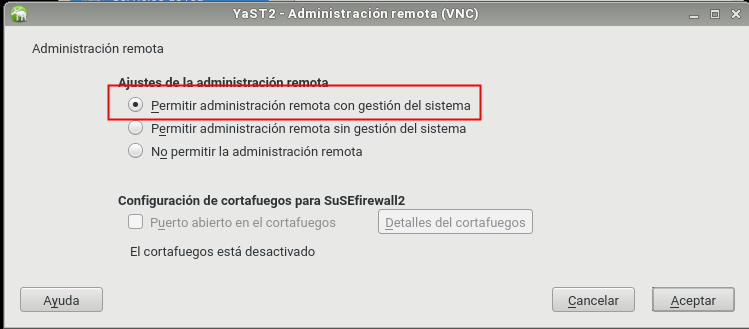 YaST2 - Administración remota (VNC)
Administración remota
Ajustes de la administración remota
Permitir administración remota con gestión del sistema
Permitir administración remota sin gestión del sistema
No permitir la administración remota
Configuración de cortafuegos para SuSEfirewall2
Puerto abierto en el cortafuegos Detalles del cortafuegos
El cortafuegos está desactivado
Ayuda Cancelar Aceptar